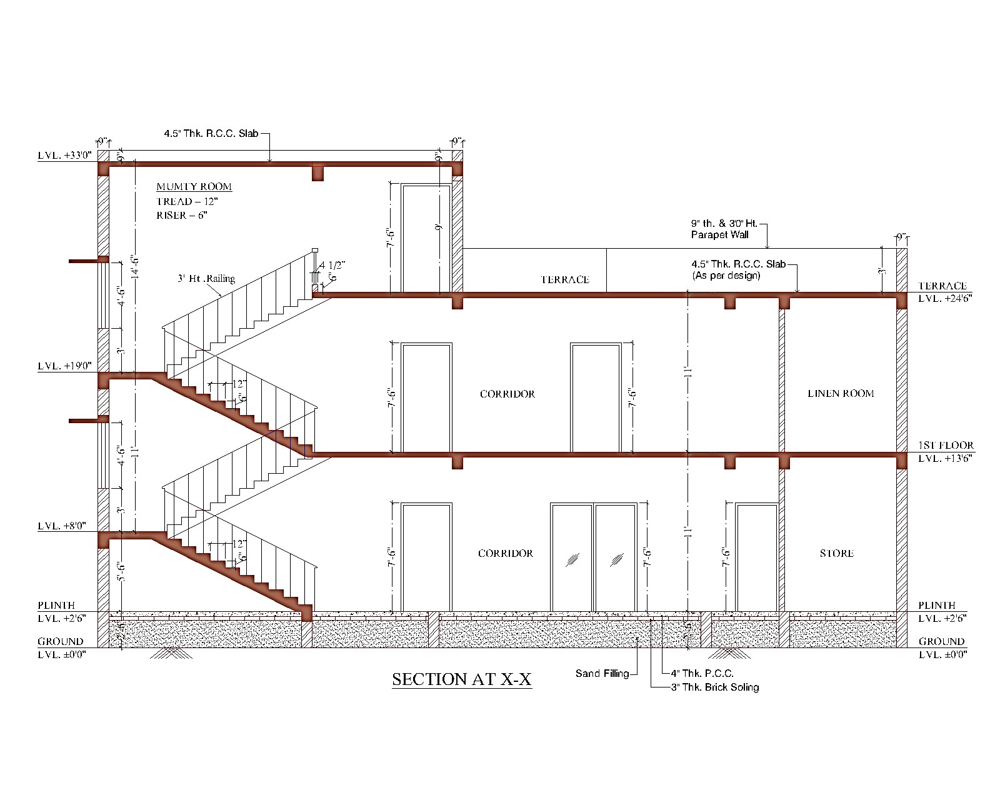 4.5" Thk. R.C.C. Slab
9" 9"
LVL. +33'0" 9" 9"
MUMTY ROOM
TREAD – 12"
RISER – 6"
7'-6" 9'
9" th. & 3'0" Ht.
Parapet Wall
9"
14'-6"
4.5" Thk. R.C.C. Slab
(As per design)
3'
4 1/2"
6"
3' Ht .Railing
TERRACE
TERRACE
LVL. +24'6"
4'-6"
3'
LVL. +19'0"
12"
6"
7'-6"
CORRIDOR
7'-6"
11'
LINEN ROOM
4'-6"
11'
1ST FLOOR
LVL. +13'6"
3'
LVL. +8'0"
12"
6"
5'-6"
7'-6"
CORRIDOR
7'-6"
11'
7'-6"
STORE
PLINTH
LVL. +2'6"
PLINTH
LVL. +2'6"
2'-6"
2'-6"
GROUND
LVL. ±0'0"
GROUND
LVL. ±0'0"
Sand Filling
4" Thk. P.C.C.
3" Thk. Brick Soling
SECTION AT X-X